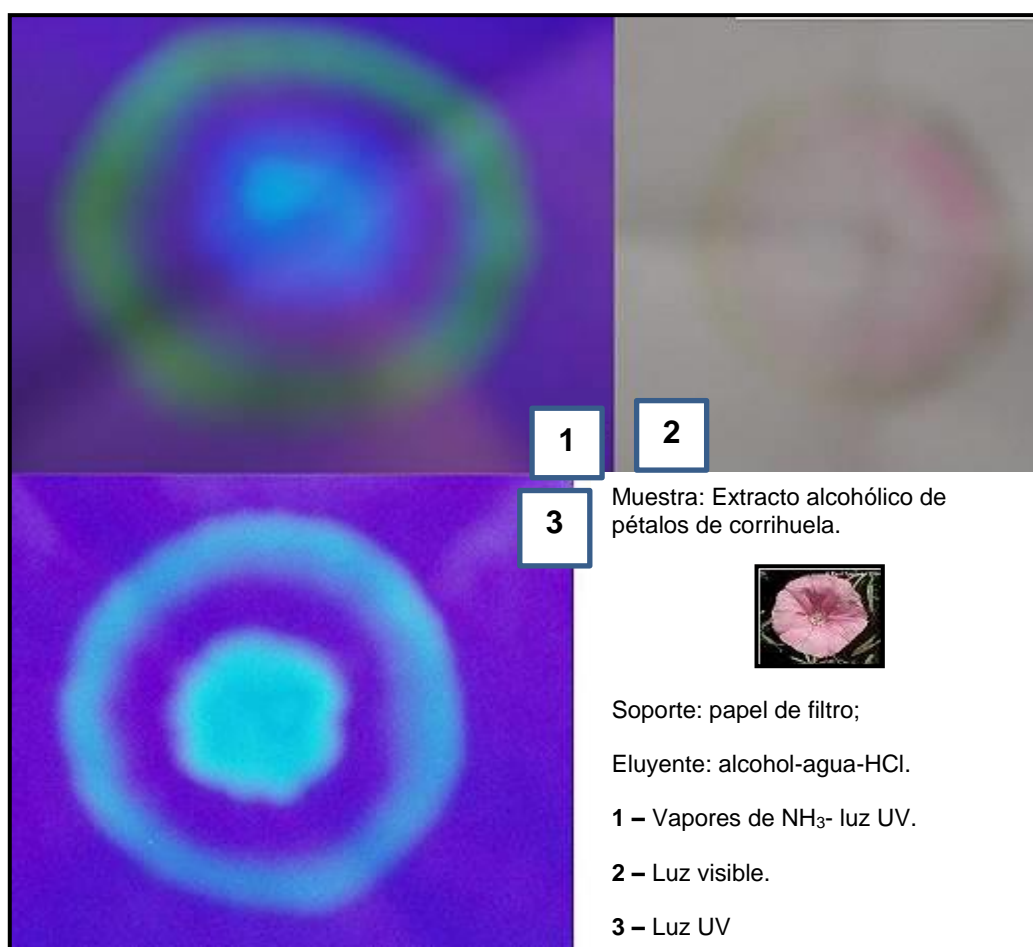 1
2
3
Muestra: Extracto alcohólico de
pétalos de corrihuela.
Soporte: papel de filtro;
Eluyente: alcohol-agua-HCl.
1 – Vapores de NH₃- luz UV.
2 – Luz visible.
3 – Luz UV